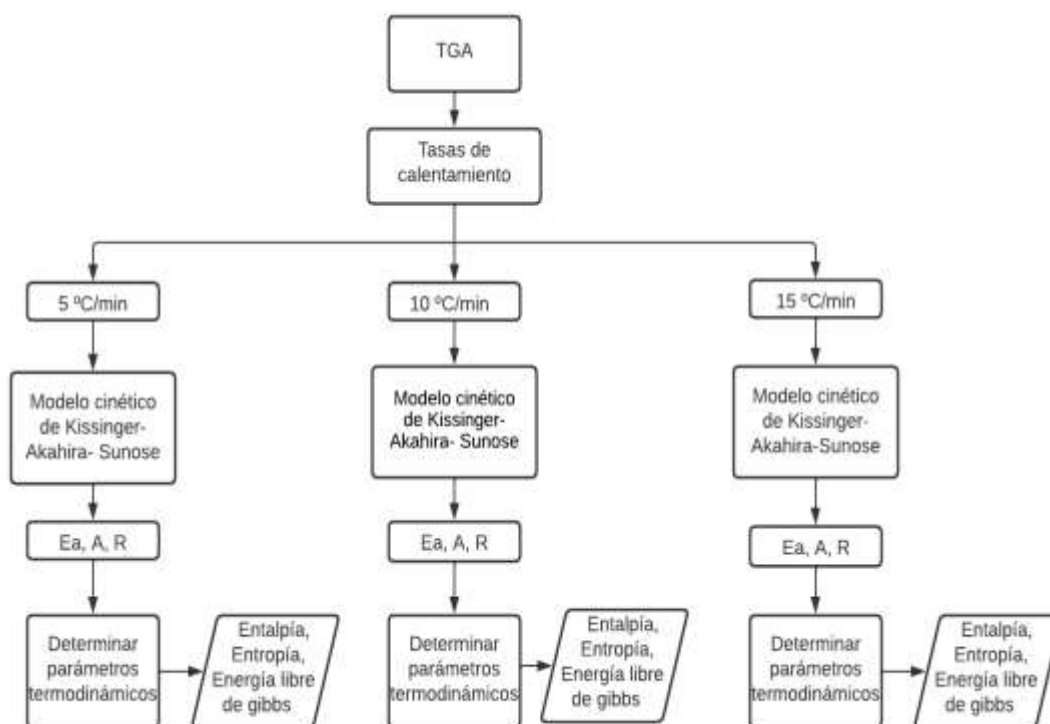 TGA
Tasas de
calentamiento
5 ºC/min
10 ºC/min
15 ºC/min
Modelo cinético
de Kissinger-
Akahira- Sunose
Modelo cinético
de Kissinger-
Akahira- Sunose
Modelo cinético
de Kissinger-
Akahira-Sunose
Ea, A, R
Ea, A, R
Ea, A, R
Determinar
parámetros
termodinámicos
Entalpía,
Entropía,
Energía libre
de gibbs
Determinar
parámetros
termodinámicos
Entalpía,
Entropía,
Energía libre
de gibbs
Determinar
parámetros
termodinámicos
Entalpía,
Entropía,
Energía libre
de gibbs